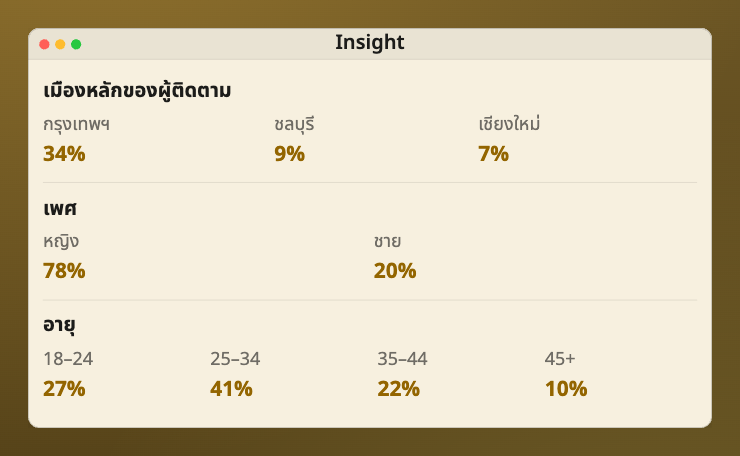 Insight
เมืองหลักของผู้ติดตาม
กรุงเทพฯ ชลบุรี เชียงใหม่
34% 9% 7%
เพศ
หญิง ชาย
78% 20%
อายุ
18–24 25–34 35–44 45+
27% 41% 22% 10%